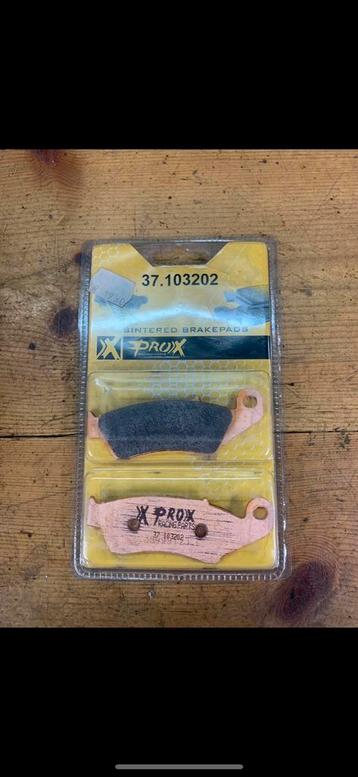 37.103202
SINTERED BRAKEPADS
PROX
PROX
RACING PARTS
37.103202